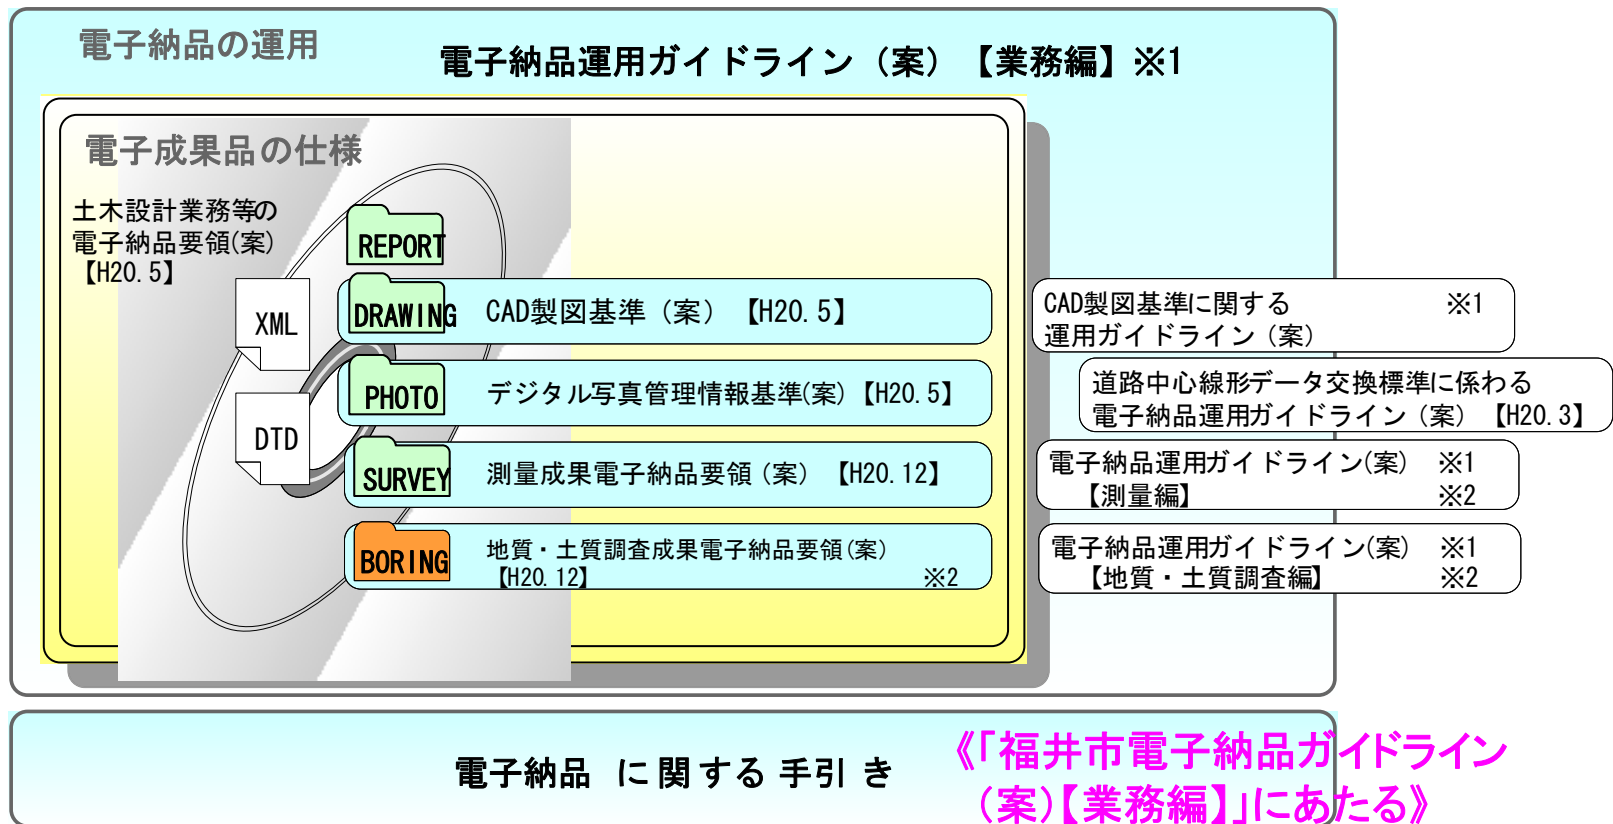 電子納品の運用
電子納品運用ガイドライン（案）【業務編】※1
電子成果品の仕様
土木設計業務等の
電子納品要領(案)
【H20.5】
REPORT
XML
DRAWING
CAD製図基準（案）【H20.5】
CAD製図基準に関する ※1
運用ガイドライン（案）
PHOTO
デジタル写真管理情報基準(案)【H20.5】
道路中心線形データ交換標準に係わる
電子納品運用ガイドライン（案）【H20.3】
DTD
SURVEY
測量成果電子納品要領（案）【H20.12】
電子納品運用ガイドライン(案) ※1
【測量編】 ※2
BORING
地質・土質調査成果電子納品要領(案)
【H20.12】 ※2
電子納品運用ガイドライン(案) ※1
【地質・土質調査編】 ※2
電子納品 に関する手引き
《「福井市電子納品ガイドライン
（案）【業務編】」にあたる》